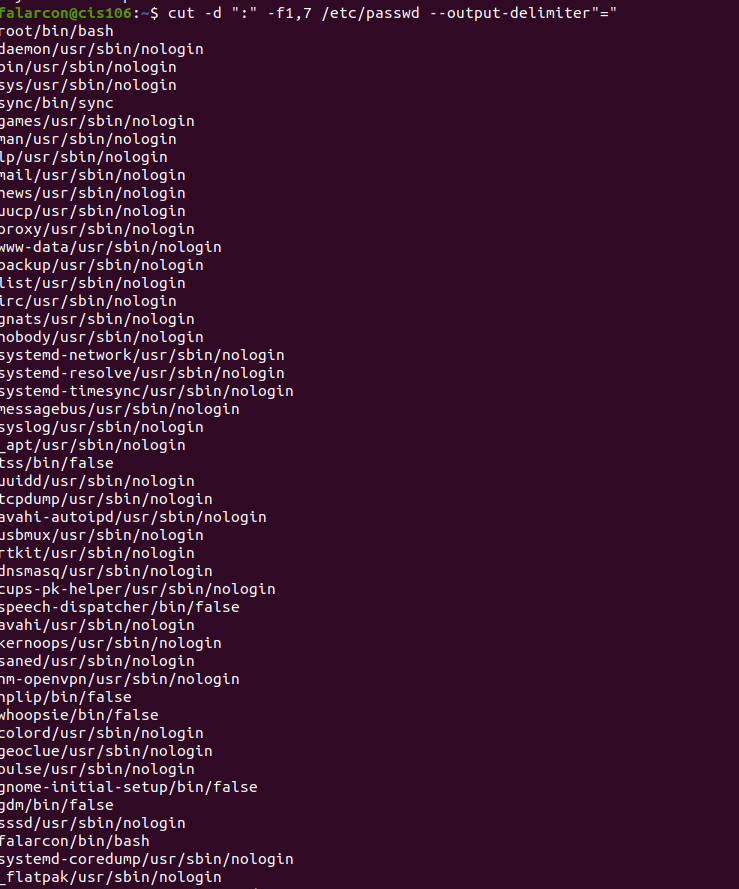 falarcon@cis106:~$ cut -d ":" -f1,7 /etc/passwd --output-delimiter"="
root/bin/bash
daemon/usr/sbin/nologin
bin/usr/sbin/nologin
sys/usr/sbin/nologin
sync/bin/sync
games/usr/sbin/nologin
man/usr/sbin/nologin
lp/usr/sbin/nologin
mail/usr/sbin/nologin
news/usr/sbin/nologin
uucp/usr/sbin/nologin
proxy/usr/sbin/nologin
www-data/usr/sbin/nologin
backup/usr/sbin/nologin
list/usr/sbin/nologin
irc/usr/sbin/nologin
gnats/usr/sbin/nologin
nobody/usr/sbin/nologin
systemd-network/usr/sbin/nologin
systemd-resolve/usr/sbin/nologin
systemd-timesync/usr/sbin/nologin
messagebus/usr/sbin/nologin
syslog/usr/sbin/nologin
_apt/usr/sbin/nologin
tss/bin/false
uuidd/usr/sbin/nologin
tcpdump/usr/sbin/nologin
avahi-autoipd/usr/sbin/nologin
usbmux/usr/sbin/nologin
rtkit/usr/sbin/nologin
dnsmasq/usr/sbin/nologin
cups-pk-helper/usr/sbin/nologin
speech-dispatcher/bin/false
avahi/usr/sbin/nologin
kernoops/usr/sbin/nologin
saned/usr/sbin/nologin
nm-openvpn/usr/sbin/nologin
hplip/bin/false
whoopsie/bin/false
colord/usr/sbin/nologin
geoclue/usr/sbin/nologin
pulse/usr/sbin/nologin
gnome-initial-setup/bin/false
gdm/bin/false
sssd/usr/sbin/nologin
falarcon/bin/bash
systemd-coredump/usr/sbin/nologin
_flatpak/usr/sbin/nologin